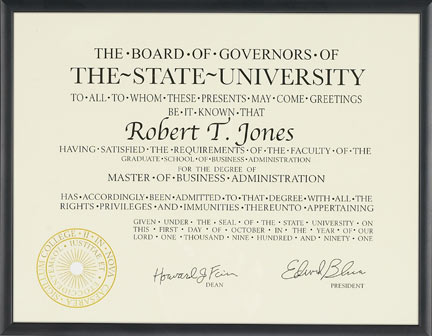 THE•BOARD•OF•GOVERNORS•OF
THE~STATE~UNIVERSITY
TO•ALL•TO•WHOM•THESE•PRESENTS•MAY•COME•GREETINGS
BE•IT•KNOWN•THAT
Robert T. Jones
HAVING•SATISFIED•THE•REQUIREMENTS•OF•THE•FACULTY•OF•THE
GRADUATE•SCHOOL•OF•BUSINESS•ADMINISTRATION
FOR•THE•DEGREE•OF
MASTER•OF•BUSINESS•ADMINISTRATION
HAS•ACCORDINGLY•BEEN•ADMITTED•TO•THAT•DEGREE•WITH•ALL•THE
RIGHTS•PRIVILEGES•AND•IMMUNITIES•THEREUNTO•APPERTAINING
GIVEN•UNDER•THE•SEAL•OF•THE•STATE•UNIVERSITY•ON
THIS•FIRST•DAY•OF•OCTOBER•IN•THE•YEAR•OF•OUR
LORD•ONE•THOUSAND•NINE•HUNDRED•AND•NINETY•ONE
DEAN
PRESIDENT